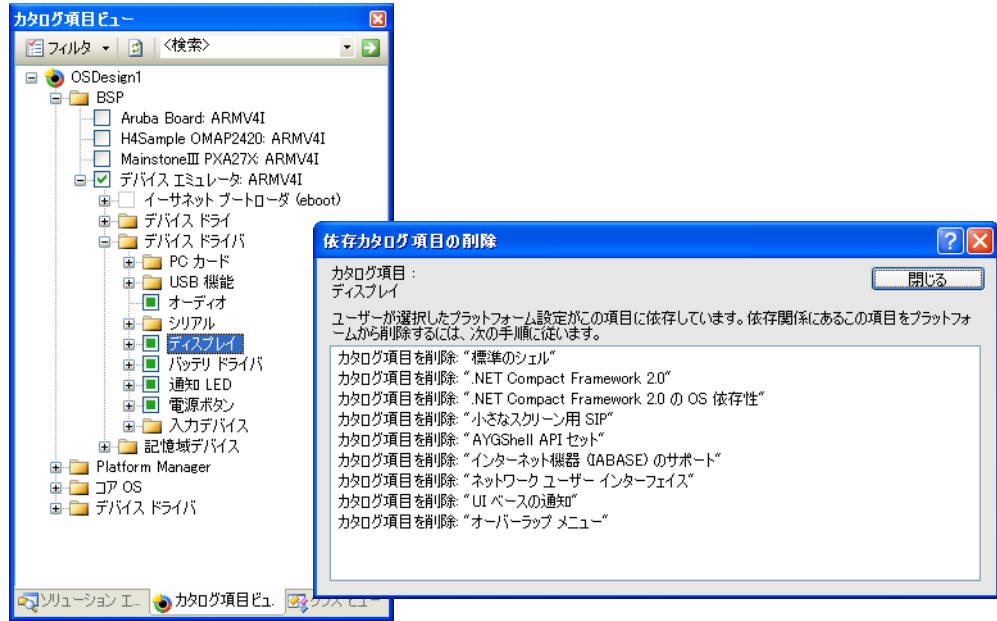 カタログ項目ビュー
フィルタ
<検索>
OSDesign1
BSP
Aruba Board: ARMV4I
H4Sample OMAP2420: ARMV4I
MainstoneIII PXA27X: ARMV4I
デバイス エミュレータ: ARMV4I
イーサネット ブートローダ (eboot)
デバイス ドライ
デバイス ドライバ
PC カード
USB 機能
オーディオ
シリアル
ディスプレイ
バッテリ ドライバ
通知 LED
電源ボタン
入力デバイス
記憶域デバイス
Platform Manager
コア OS
デバイス ドライバ
ソリューション エ...
カタログ項目ビュ.
クラス ビュー
依存カタログ項目の削除
カタログ項目 :
ディスプレイ
閉じる
ユーザーが選択したプラットフォーム設定がこの項目に依存しています。依存関係にあるこの項目をプラットフォ
ームから削除するには、次の手順に従います。
カタログ項目を削除: "標準のシェル"
カタログ項目を削除: ".NET Compact Framework 2.0"
カタログ項目を削除: ".NET Compact Framework 2.0 の OS 依存性"
カタログ項目を削除: "小さなスクリーン用 SIP"
カタログ項目を削除: "AYGShell API セット"
カタログ項目を削除: "インターネット機器 (IABASE) のサポート"
カタログ項目を削除: "ネットワーク ユーザー インターフェイス"
カタログ項目を削除: "UI ベースの通知"
カタログ項目を削除: "オーバーラップ メニュー"